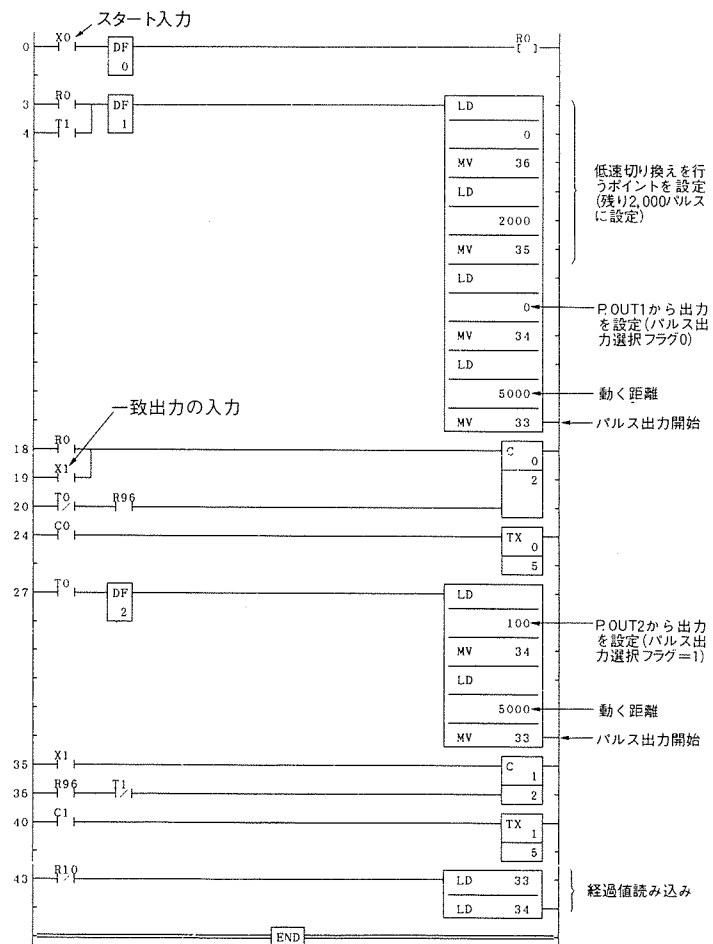 スタート入力
0 X0 DF 0 R0
3 R0 DF 1
4 T1
LD
0
MV 36
LD
2000
MV 35
LD
0
MV 34
LD
5000
MV 33
低速切り換えを行
うポイントを設定
(残り2,000パルス
に設定)
P.OUT1から出力
を設定(パルス出
力選択フラグ0)
動く距離
パルス出力開始
一致出力の入力
18 R0 C 0
19 X1 2
20 T0 R96
24 C0 TX 0
5
27 T0 DF 2
LD
100
MV 34
LD
5000
MV 33
P.OUT2から出力
を設定(パルス出
力選択フラグ=1)
動く距離
パルス出力開始
35 X1 C 1
36 R96 T1 2
40 C1 TX 1
5
43 R10 LD 33
LD 34
経過値読み込み
END